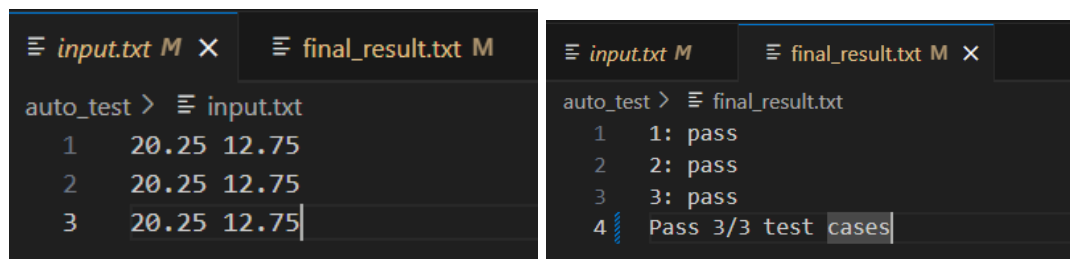 input.txt M
final_result.txt M
auto_test > input.txt
1 20.25 12.75
2 20.25 12.75
3 20.25 12.75
input.txt M
final_result.txt M
auto_test > final_result.txt
1 1: pass
2 2: pass
3 3: pass
4 Pass 3/3 test cases